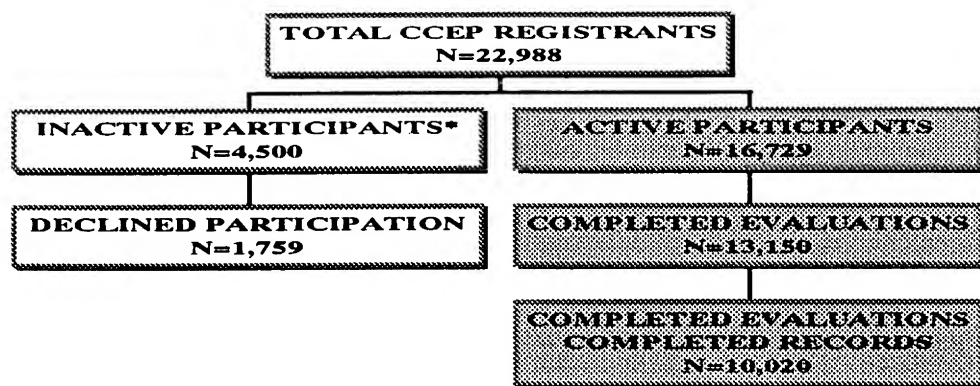 TOTAL CCEP REGISTRANTS
N=22,988
INACTIVE PARTICIPANTS*
N=4,500
ACTIVE PARTICIPANTS
N=16,729
DECLINED PARTICIPATION
N=1,759
COMPLETED EVALUATIONS
N=13,150
COMPLETED EVALUATIONS
COMPLETED RECORDS
N=10,020